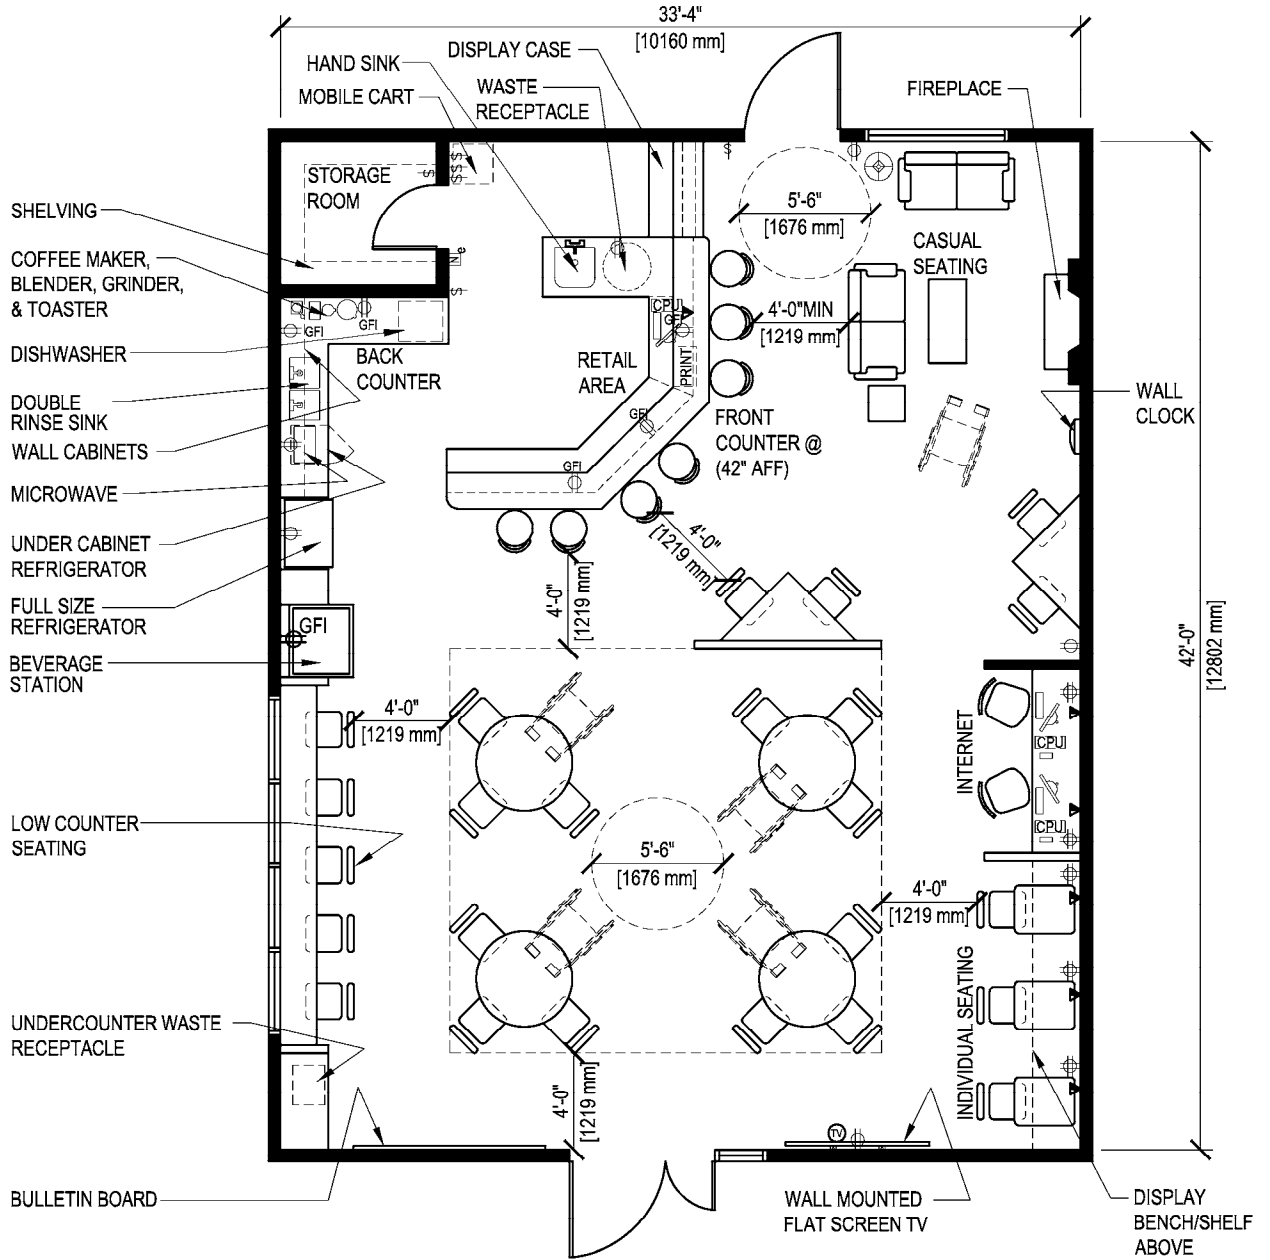 33'-4"
[10160 mm]
DISPLAY CASE
HAND SINK
WASTE
RECEPTACLE
MOBILE CART
FIREPLACE
S
S
S
S
S
STORAGE
ROOM
5'-6"
[1676 mm]
SHELVING
CASUAL
SEATING
COFFEE MAKER,
BLENDER, GRINDER,
& TOASTER
Ne
S
CPU
GFI
4'-0"MIN
[1219 mm]
GFI
GFI
DISHWASHER
BACK
COUNTER
RETAIL
AREA
PRINT
DOUBLE
RINSE SINK
WALL
CLOCK
FRONT
COUNTER @
(42" AFF)
GFI
WALL CABINETS
GFI
MICROWAVE
UNDER CABINET
REFRIGERATOR
4'-0"
[1219 mm]
4'-0"
[1219 mm]
FULL SIZE
REFRIGERATOR
GFI
BEVERAGE
STATION
42'-0"
[12802 mm]
4'-0"
[1219 mm]
INTERNET
CPU
CPU
LOW COUNTER
SEATING
5'-6"
[1676 mm]
4'-0"
[1219 mm]
INDIVIDUAL SEATING
UNDERCOUNTER WASTE
RECEPTACLE
4'-0"
[1219 mm]
TV
BULLETIN BOARD
WALL MOUNTED
FLAT SCREEN TV
DISPLAY
BENCH/SHELF
ABOVE